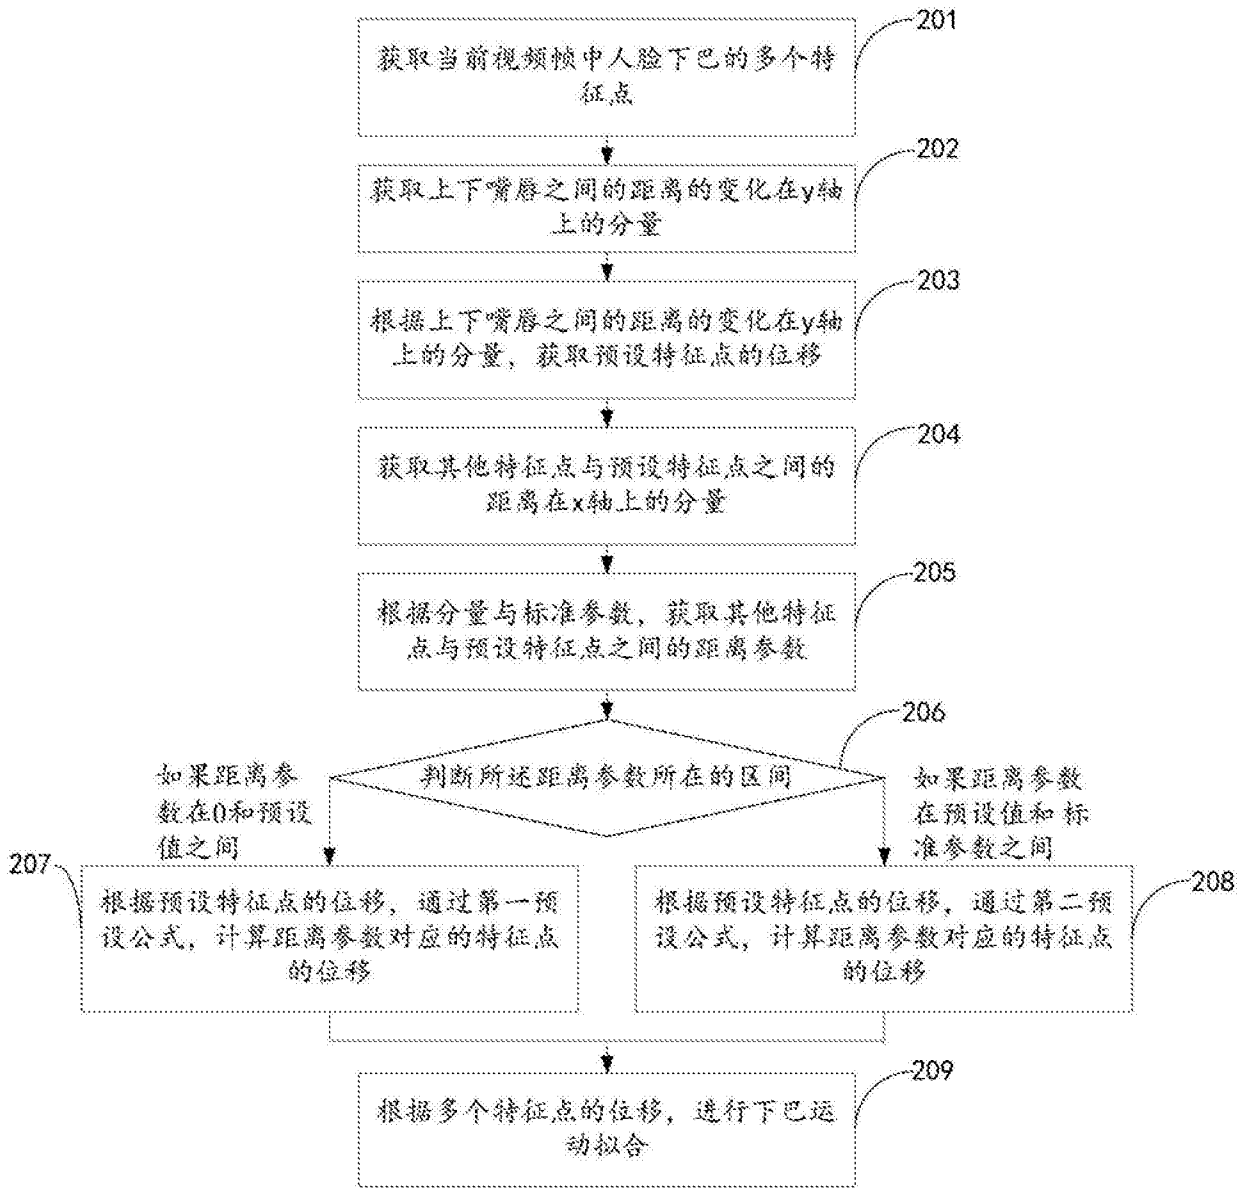 201
获取当前视频帧中人脸下巴的多个特
征点
202
获取上下嘴唇之间的距离的变化在y轴
上的分量
203
根据上下嘴唇之间的距离的变化在y轴
上的分量，获取预设特征点的位移
204
获取其他特征点与预设特征点之间的
距离在x轴上的分量
205
根据分量与标准参数，获取其他特征
点与预设特征点之间的距离参数
206
判断所述距离参数所在的区间
如果距离参
数在0和预设
值之间
如果距离参数
在预设值和标
准参数之间
207
根据预设特征点的位移，通过第一预
设公式，计算距离参数对应的特征点
的位移
208
根据预设特征点的位移，通过第二预
设公式，计算距离参数对应的特征点
的位移
209
根据多个特征点的位移，进行下巴运
动拟合